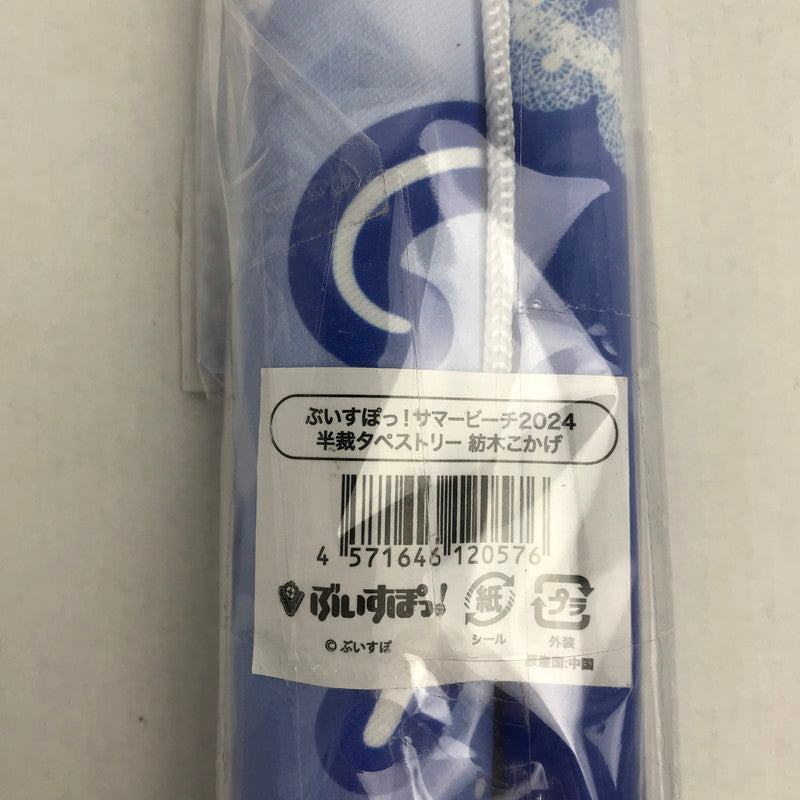 ぶいすぽっ!サマービーチ2024
半裁タペストリー 紡木こかげ
4 571646 120576
ぶいすぽっ!
紙
シール
プラ
外装
© ぶいすぽ
原産国:中国